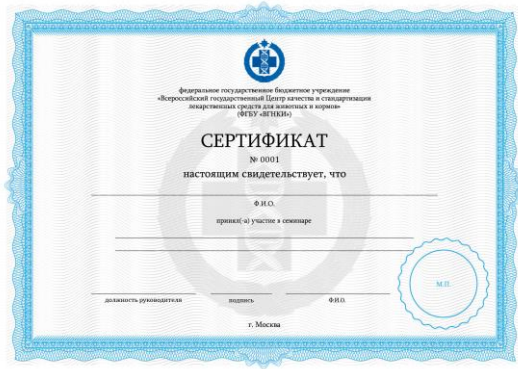 федеральное государственное бюджетное учреждение
«Всероссийский государственный Центр качества и стандартизации
лекарственных средств для животных и кормов»
(ФГБУ «ВГНКИ»)
СЕРТИФИКАТ
№ 0001
настоящим свидетельствует, что
Ф.И.О.
принял(-а) участие в семинаре
М.П.
должность руководителя подпись Ф.И.О.
г. Москва